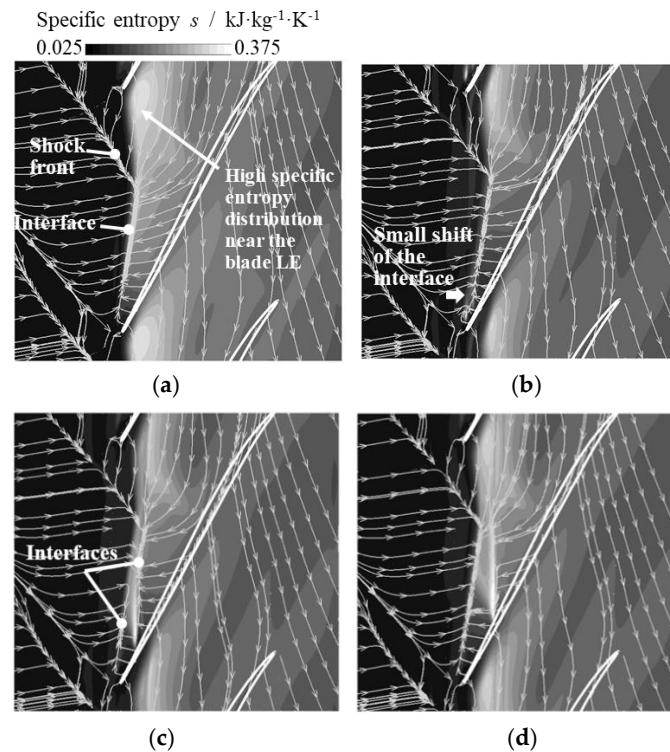 Specific entropy s / kJ·kg⁻¹·K⁻¹
0.025 0.375
Shock
front
Interface
High specific
entropy
distribution
near the
blade LE
(a)
Small shift
of the
interface
(b)
Interfaces
(c)
(d)